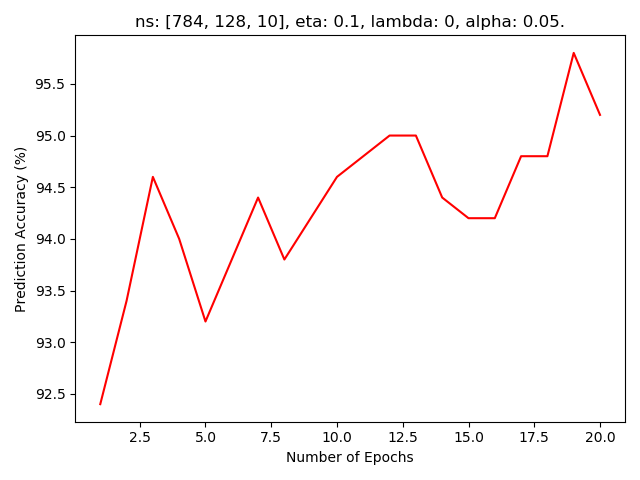 ns: [784, 128, 10], eta: 0.1, lambda: 0, alpha: 0.05.
Prediction Accuracy (%)
95.5
95.0
94.5
94.0
93.5
93.0
92.5
2.5 5.0 7.5 10.0 12.5 15.0 17.5 20.0
Number of Epochs